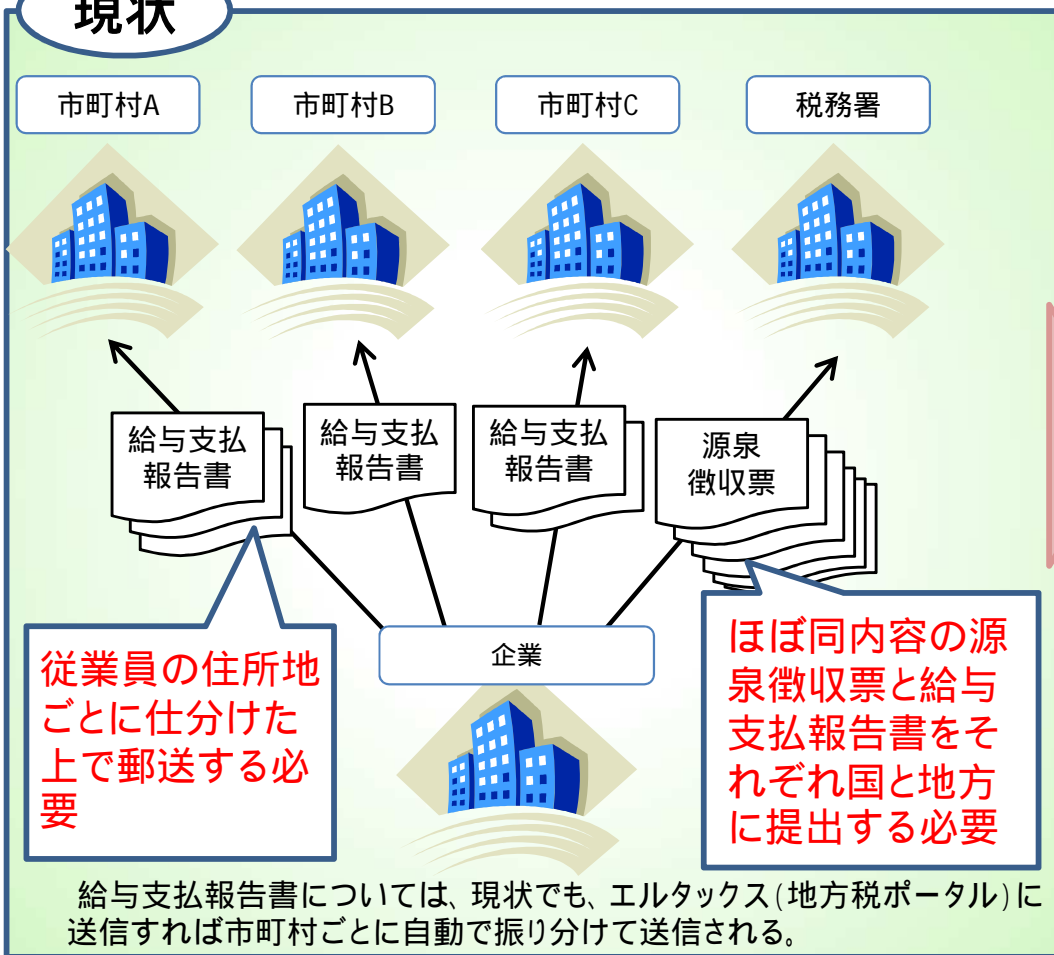 現状
市町村A
市町村B
市町村C
税務署
給与支払
報告書
給与支払
報告書
給与支払
報告書
源泉
徴収票
従業員の住所地
ごとに仕分けた
上で郵送する必
要
企業
ほぼ同内容の源
泉徴収票と給与
支払報告書をそ
れぞれ国と地方
に提出する必要
給与支払報告書については、現状でも、エルタックス(地方税ポータル)に
送信すれば市町村ごとに自動で振り分けて送信される。